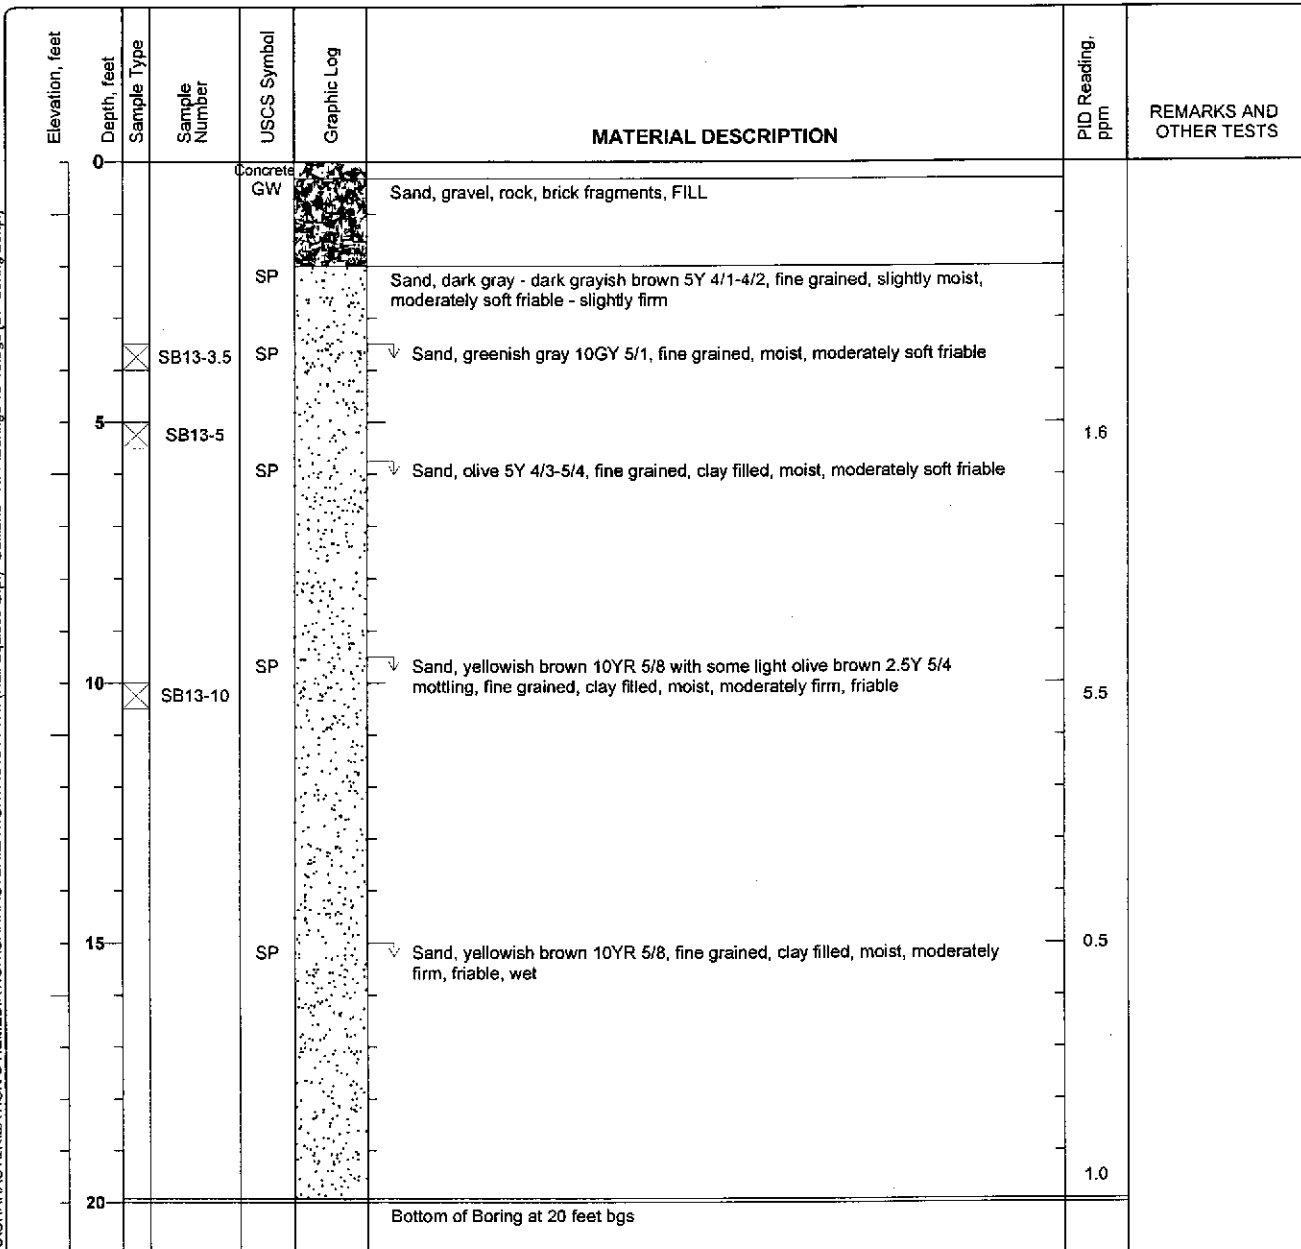 Elevation, feet
Depth, feet
Sample Type
Sample
Number
USCS Symbol
Graphic Log
MATERIAL DESCRIPTION
PID Reading,
ppm
REMARKS AND
OTHER TESTS
0
Concrete
GW
Sand, gravel, rock, brick fragments, FILL
SP
Sand, dark gray - dark grayish brown 5Y 4/1-4/2, fine grained, slightly moist,
moderately soft friable - slightly firm
SB13-3.5
SP
Sand, greenish gray 10GY 5/1, fine grained, moist, moderately soft friable
5
SB13-5
1.6
SP
Sand, olive 5Y 4/3-5/4, fine grained, clay filled, moist, moderately soft friable
SP
Sand, yellowish brown 10YR 5/8 with some light olive brown 2.5Y 5/4
mottling, fine grained, clay filled, moist, moderately firm, friable
10
SB13-10
5.5
15
SP
Sand, yellowish brown 10YR 5/8, fine grained, clay filled, moist, moderately
firm, friable, wet
0.5
1.0
20
Bottom of Boring at 20 feet bgs